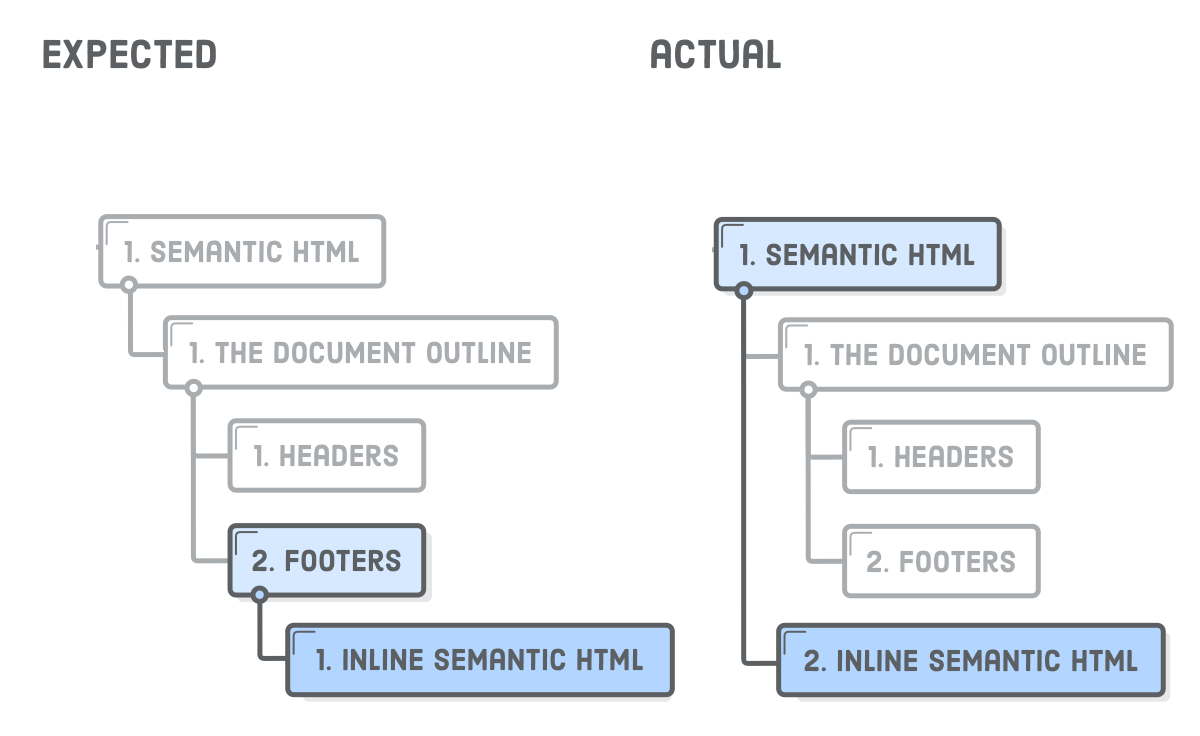 EXPECTED
1. SEMANTIC HTML
1. THE DOCUMENT OUTLINE
1. HEADERS
2. FOOTERS
1. INLINE SEMANTIC HTML
ACTUAL
1. SEMANTIC HTML
1. THE DOCUMENT OUTLINE
1. HEADERS
2. FOOTERS
2. INLINE SEMANTIC HTML